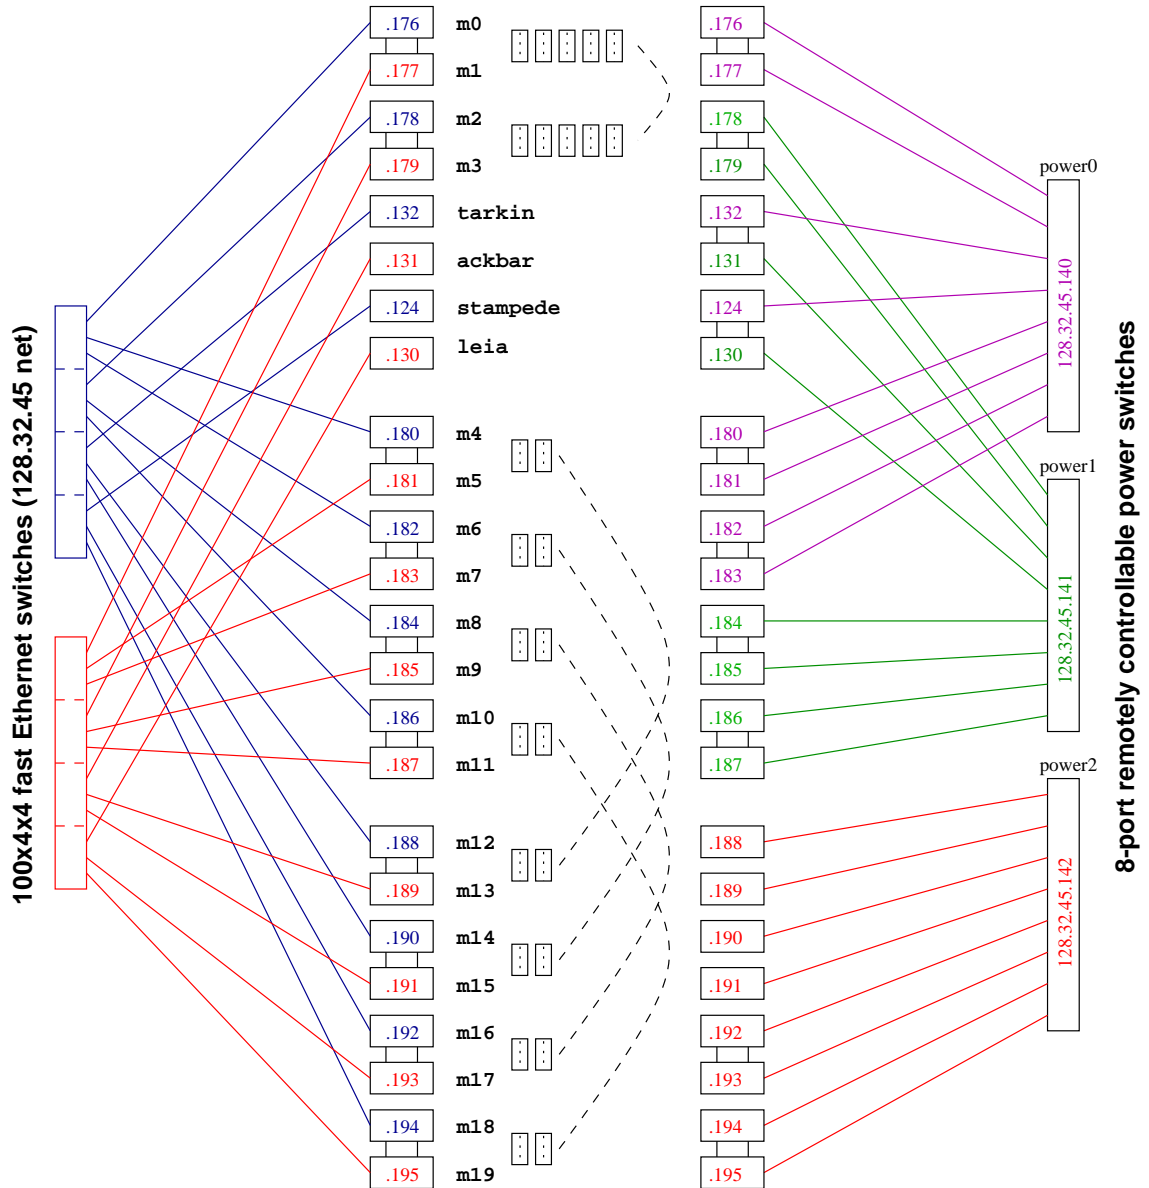 100x4x4 fast Ethernet switches (128.32.45 net)
.176 m0
.177 m1
.178 m2
.179 m3
.132 tarkin
.131 ackbar
.124 stampede
.130 leia
.180 m4
.181 m5
.182 m6
.183 m7
.184 m8
.185 m9
.186 m10
.187 m11
.188 m12
.189 m13
.190 m14
.191 m15
.192 m16
.193 m17
.194 m18
.195 m19
.176
.177
.178
.179
.132
.131
.124
.130
.180
.181
.182
.183
.184
.185
.186
.187
.188
.189
.190
.191
.192
.193
.194
.195
power0
128.32.45.140
power1
128.32.45.141
power2
128.32.45.142
8-port remotely controllable power switches